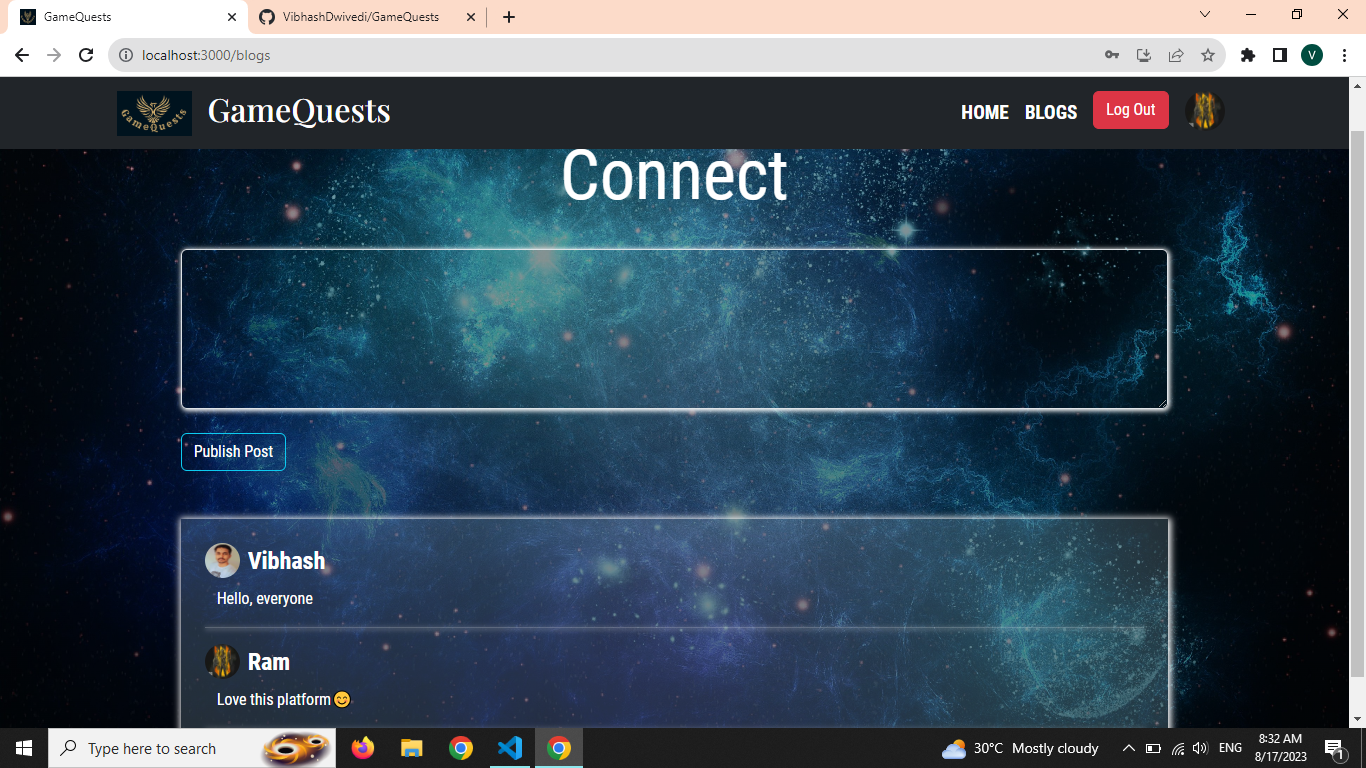 GameQuests
VibhashDwivedi/GameQuests
localhost:3000/blogs
V
GameQuests
GameQuests
HOME
BLOGS
Log Out
Connect
Publish Post
Vibhash
Hello, everyone
Ram
Love this platform😊
Type here to search
30°C Mostly cloudy
ENG
8:32 AM
8/17/2023
1